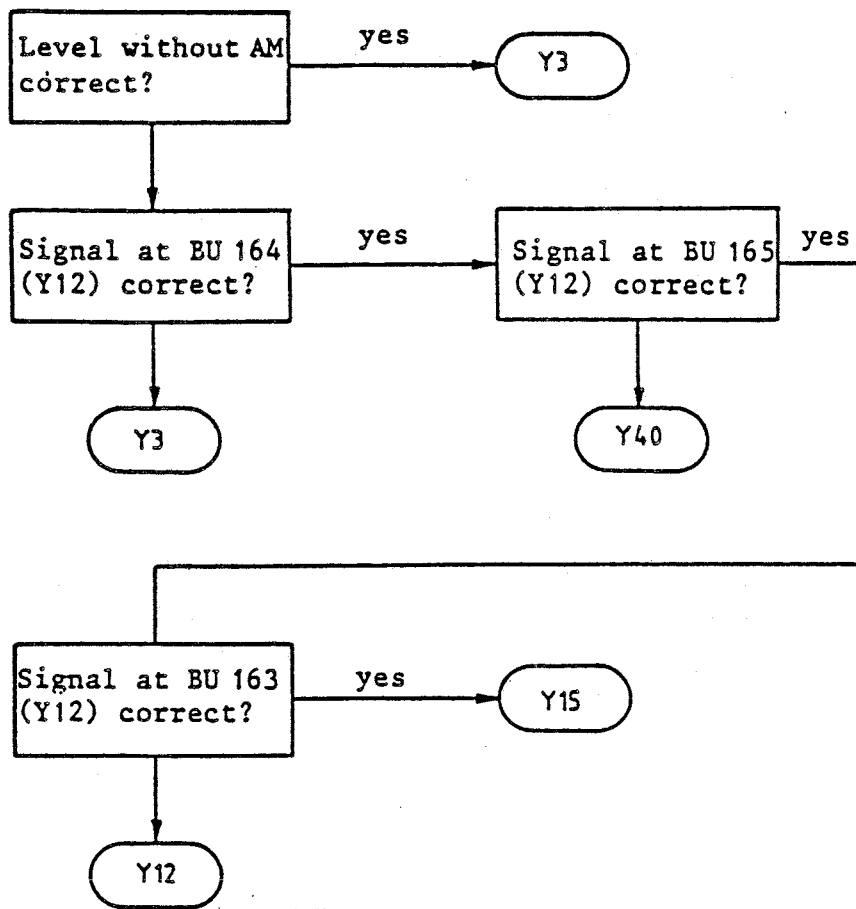 Level without AM
correct?
yes
Y3
Signal at BU 164
(Y12) correct?
yes
Signal at BU 165
(Y12) correct?
yes
Y3
Y40
Signal at BU 163
(Y12) correct?
yes
Y15
Y12